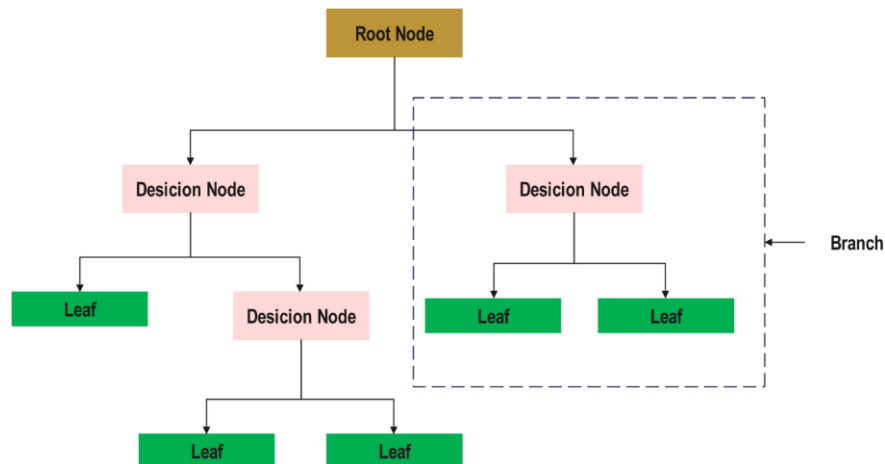 Root Node
Desicion Node
Desicion Node
Branch
Leaf
Desicion Node
Leaf
Leaf
Leaf
Leaf